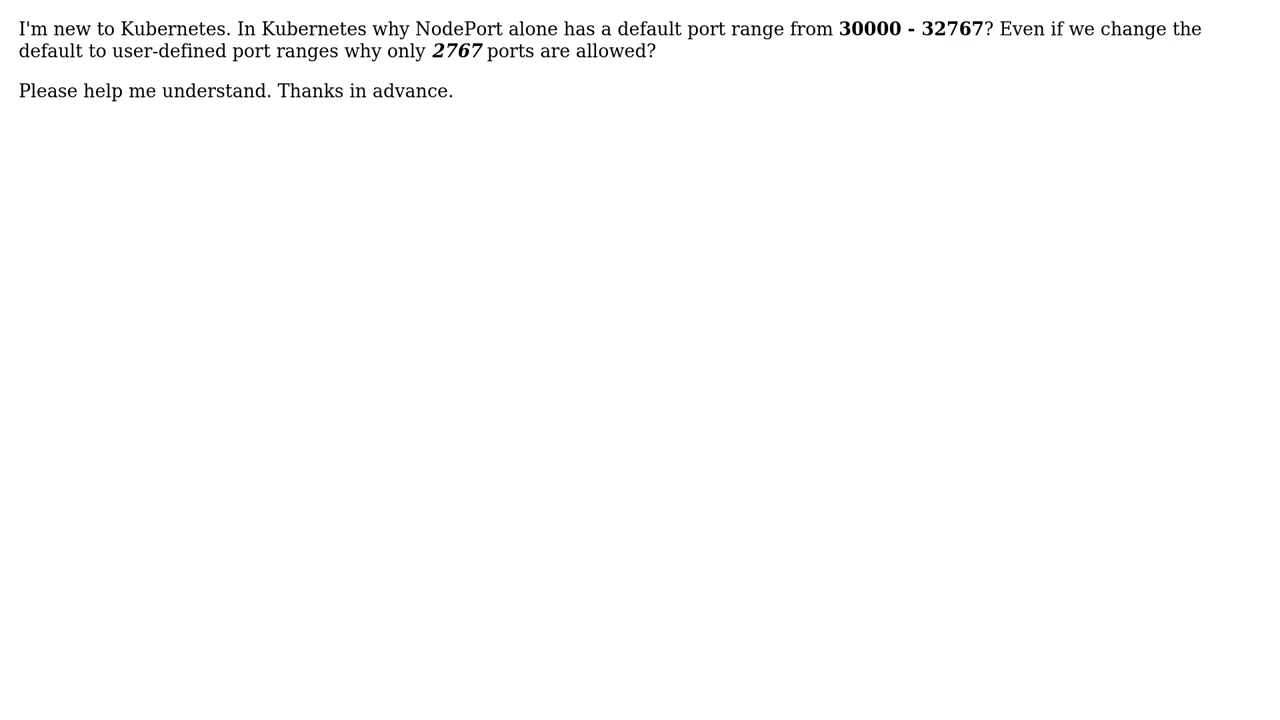 I'm new to Kubernetes. In Kubernetes why NodePort alone has a default port range from 30000 - 32767? Even if we change the
default to user-defined port ranges why only 2767 ports are allowed?
Please help me understand. Thanks in advance.